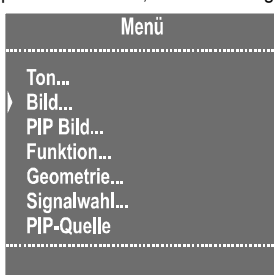 Menü
Ton...
Bild...
PIP Bild...
Funktion...
Geometrie...
Signalwahl...
PIP-Quelle